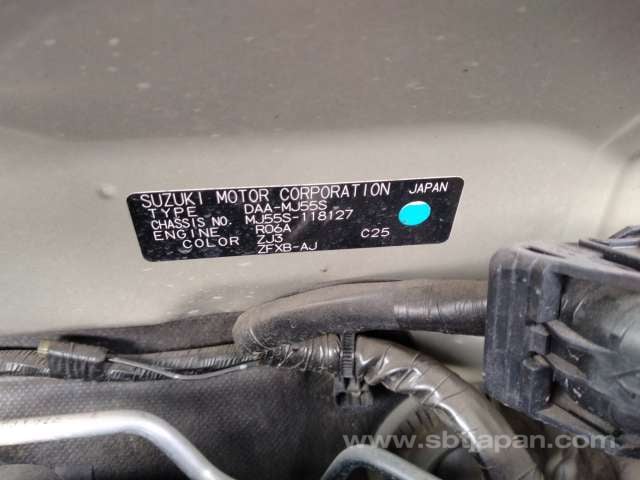 SUZUKI MOTOR CORPORATION JAPAN
TYPE DAA-MJ55S
CHASSIS NO. MJ55S-118127
ENGINE R06A C25
COLOR ZJ3
ZFXB-AJ
www.sbtjapan.com